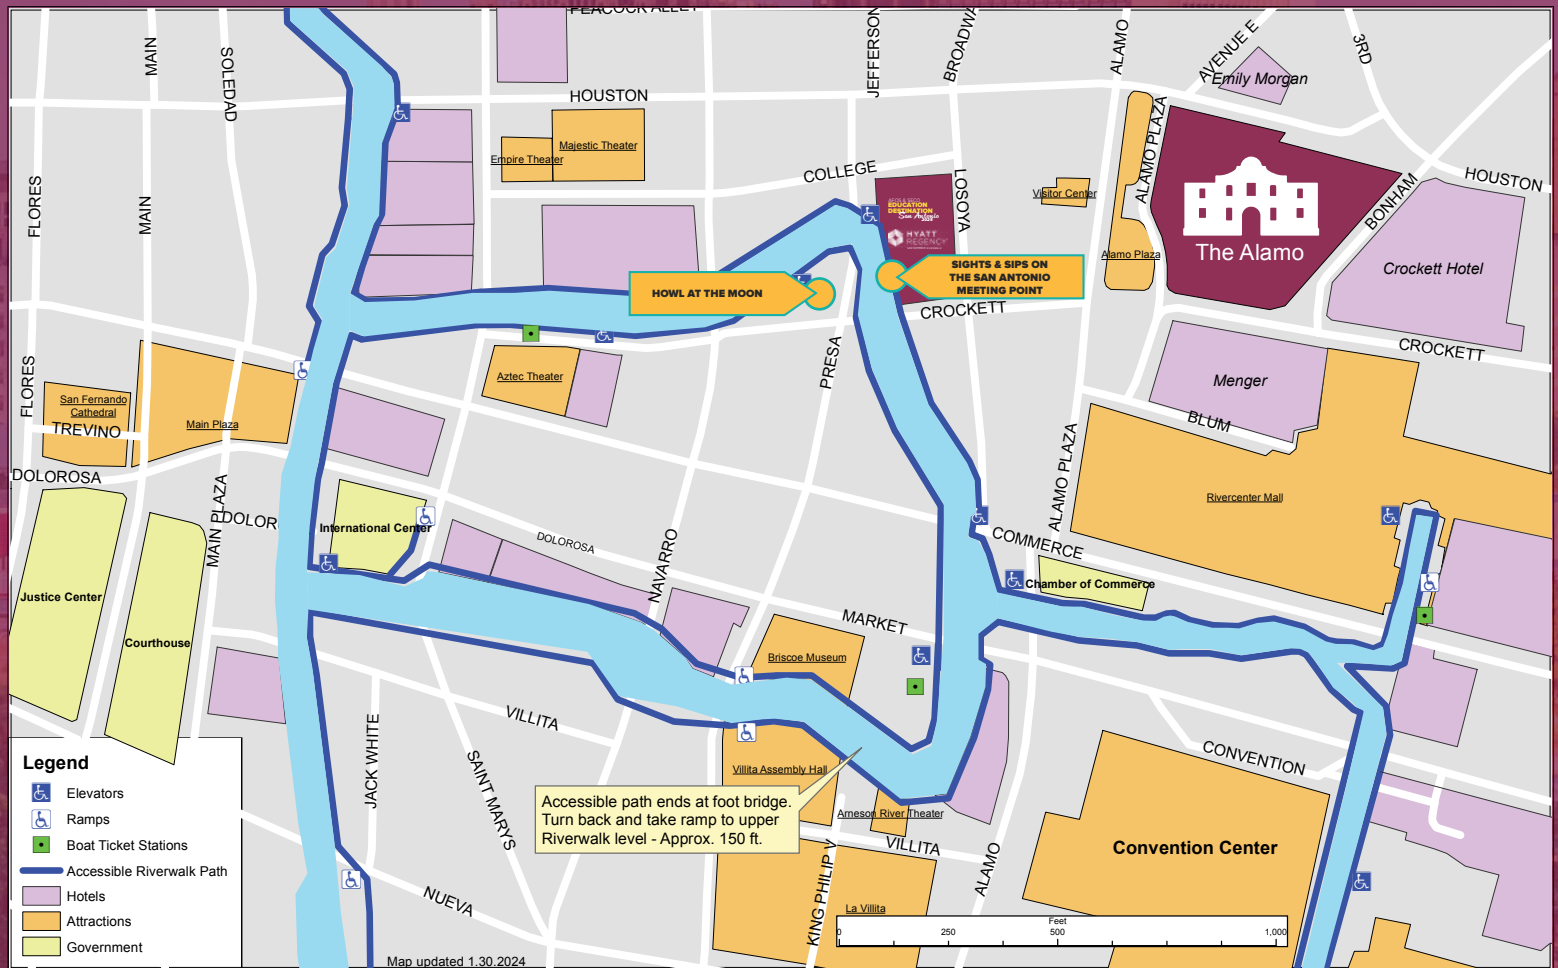 PEACOCK ALLEY
MAIN
SOLEDAD
JEFFERSON
BROADWA
ALAMO
AVENUE E
3RD
Emily Morgan
HOUSTON
Majestic Theater
Empire Theater
COLLEGE
LOSOYA
Visitor Center
ALAMO PLAZA
HOUSTON
BONHAM
FLORES
MAIN
EDUCATION
DESTINATION
San Antonio
HYATT
REGENCY
The Alamo
Alamo Plaza
Crockett Hotel
SIGHTS & SIPS ON
THE SAN ANTONIO
MEETING POINT
HOWL AT THE MOON
CROCKETT
CROCKETT
PRESA
FLORES
Aztec Theater
Menger
San Fernando
Cathedral
TREVINO
Main Plaza
BLUM
DOLOROSA
MAIN PLAZA
ALAMO PLAZA
Rivercenter Mall
DOLOR
International Center
DOLOROSA
COMMERCE
NAVARRO
Chamber of Commerce
Justice Center
Courthouse
MARKET
Briscoe Museum
VILLITA
JACK WHITE
SAINT MARYS
CONVENTION
Villita Assembly Hall
Accessible path ends at foot bridge.
Turn back and take ramp to upper
Riverwalk level - Approx. 150 ft.
Arneson River Theater
VILLITA
ALAMO
Convention Center
KING PHILIP V
La Villita
NUEVA
Legend
Elevators
Ramps
Boat Ticket Stations
Accessible Riverwalk Path
Hotels
Attractions
Government
Feet
0 250 500 1,000
Map updated 1.30.2024